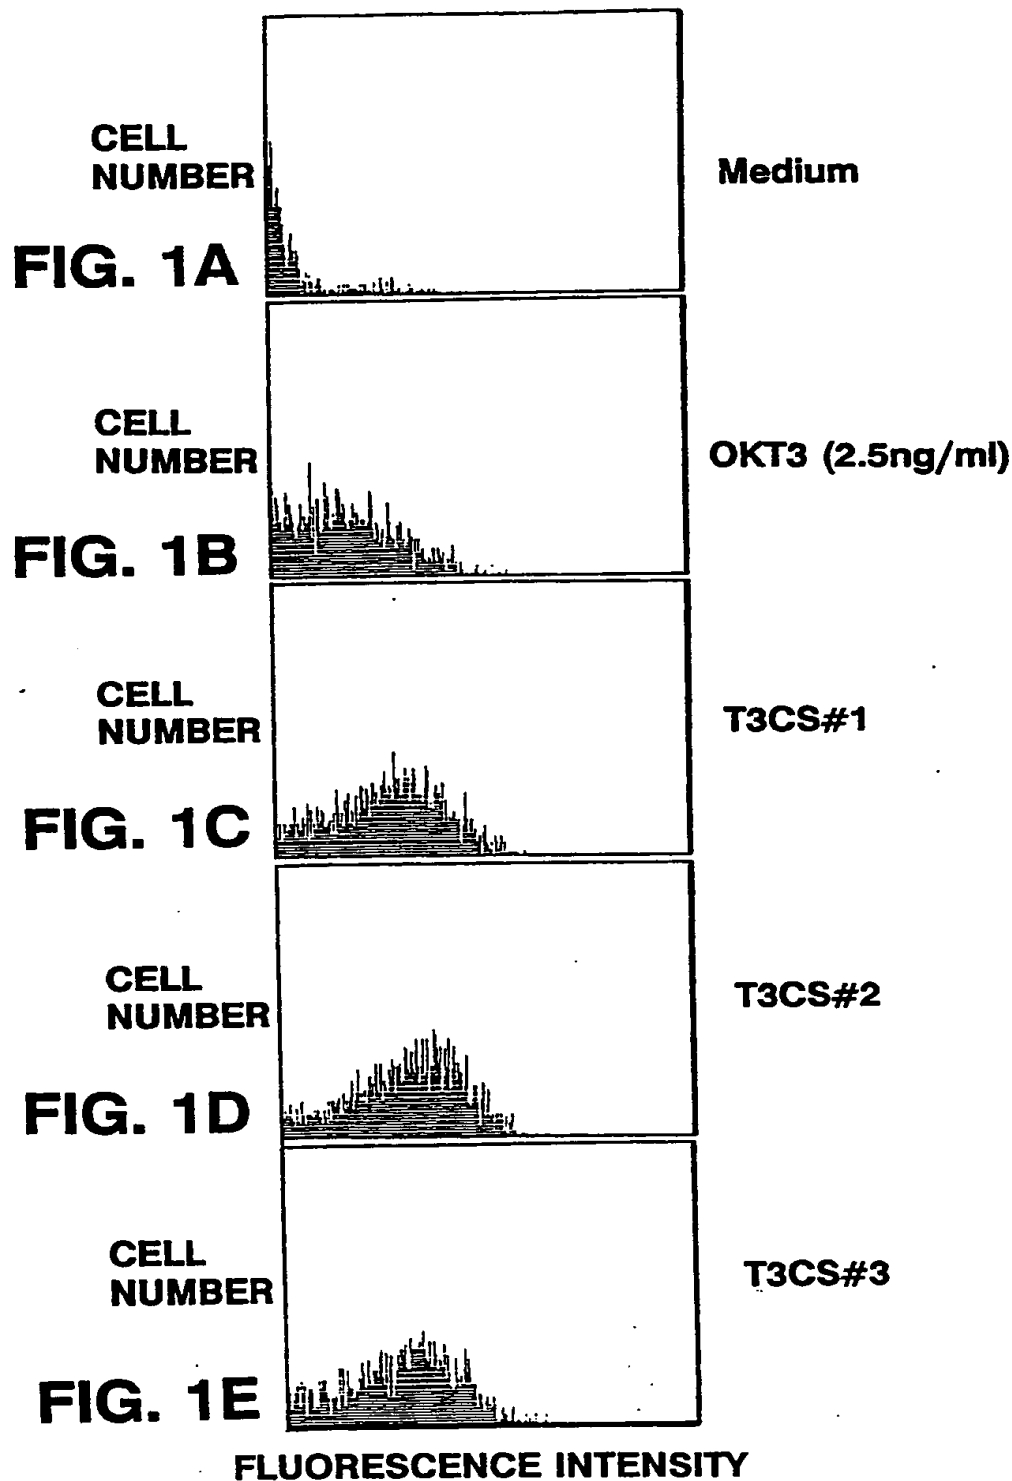 CELL
NUMBER
Medium
FIG. 1A
CELL
NUMBER
OKT3 (2.5ng/ml)
FIG. 1B
CELL
NUMBER
T3CS#1
FIG. 1C
CELL
NUMBER
T3CS#2
FIG. 1D
CELL
NUMBER
T3CS#3
FIG. 1E
FLUORESCENCE INTENSITY